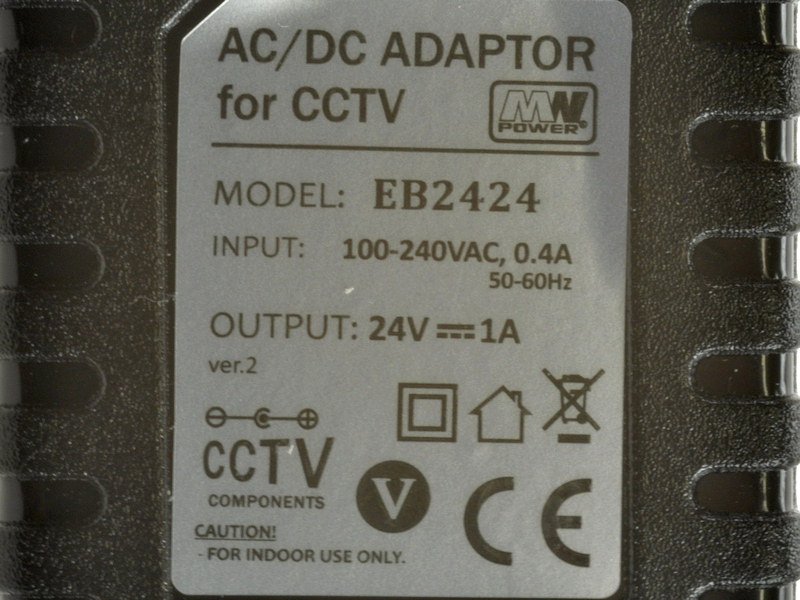 AC/DC ADAPTOR
for CCTV
MW
POWER®
MODEL: EB2424
INPUT: 100-240VAC, 0.4A
50-60Hz
OUTPUT: 24V⎓1A
ver.2
CCTV
COMPONENTS
V
CE
CAUTION!
- FOR INDOOR USE ONLY.